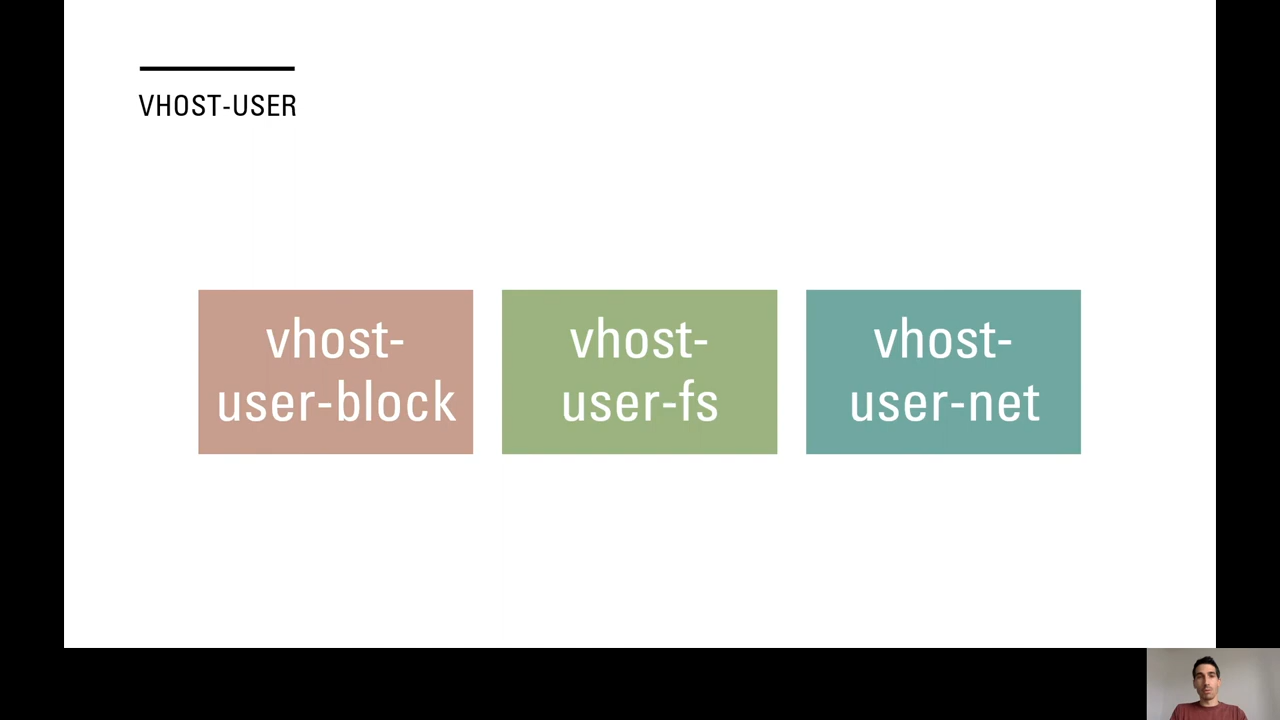 VHOST-USER
vhost-
user-block
vhost-
user-fs
vhost-
user-net